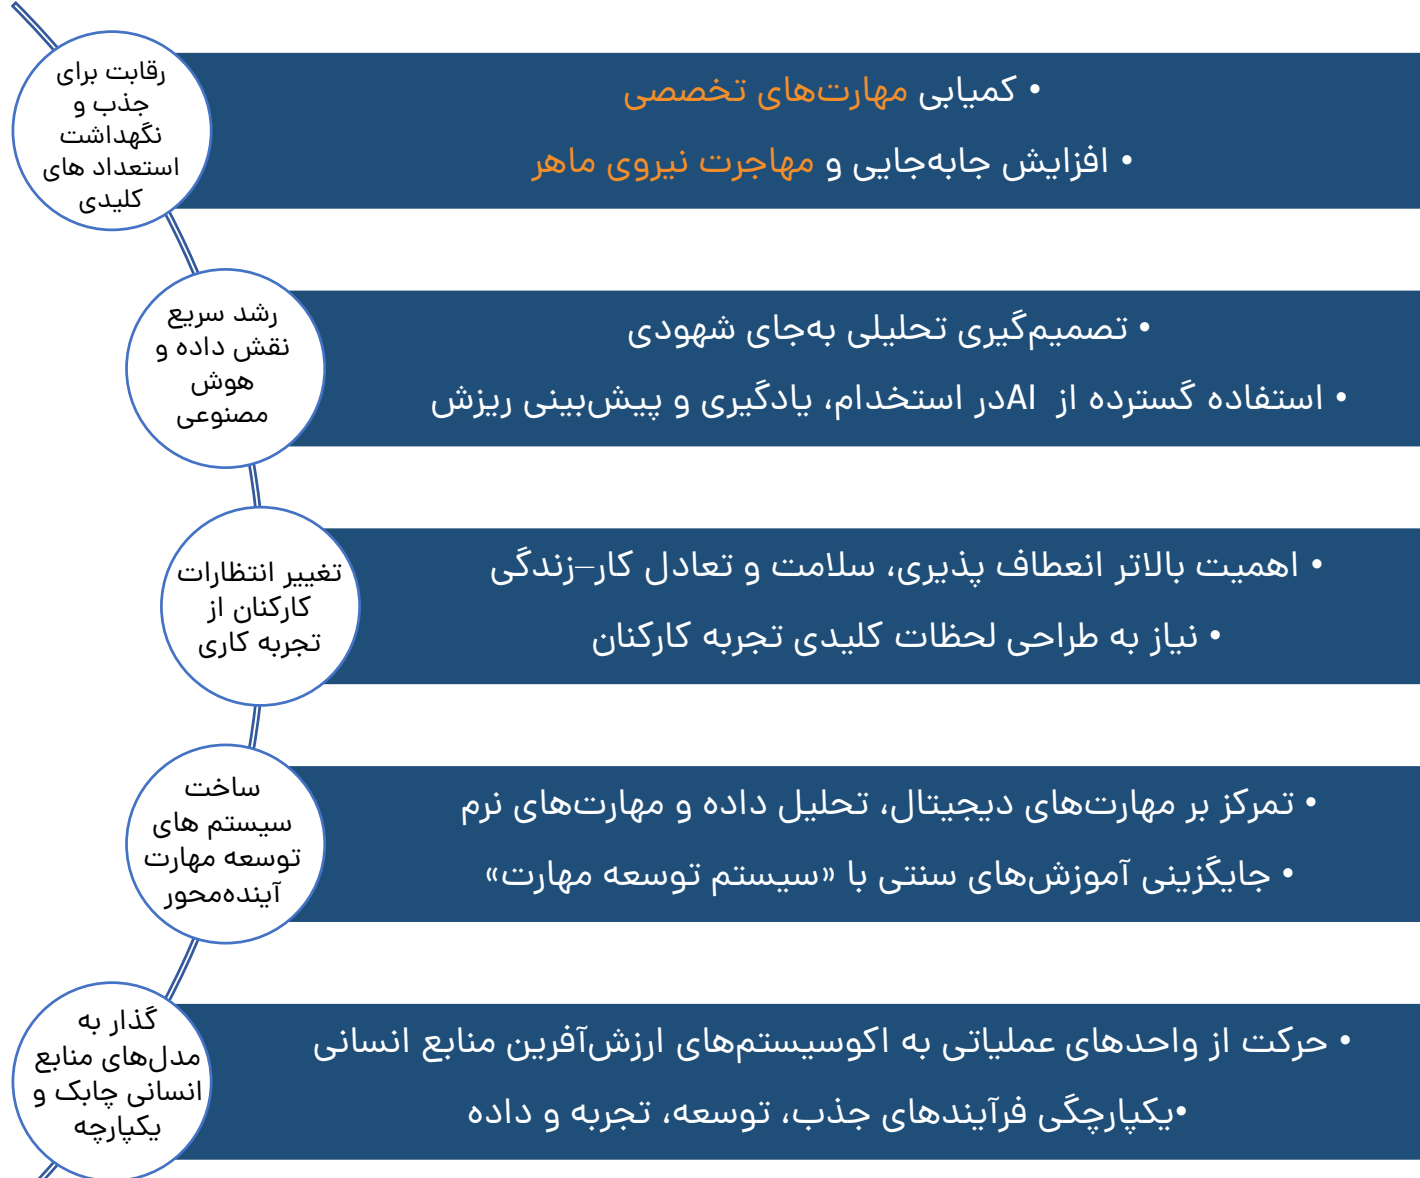 رقابت برای
جذب و
نگهداشت
استعداد های
کلیدی
• کمیابی مهارت‌های تخصصی
• افزایش جابه‌جایی و مهاجرت نیروی ماهر
رشد سریع
نقش داده و
هوش
مصنوعی
• تصمیم‌گیری تحلیلی به‌جای شهودی
• استفاده گسترده از AIدر استخدام، یادگیری و پیش‌بینی ریزش
تغییر انتظارات
کارکنان از
تجربه کاری
• اهمیت بالاتر انعطاف پذیری، سلامت و تعادل کار–زندگی
• نیاز به طراحی لحظات کلیدی تجربه کارکنان
ساخت
سیستم های
توسعه مهارت
آینده‌محور
• تمرکز بر مهارت‌های دیجیتال، تحلیل داده و مهارت‌های نرم
• جایگزینی آموزش‌های سنتی با «سیستم توسعه مهارت»
گذار به
مدل‌های منابع
انسانی چابک و
یکپارچه
• حرکت از واحدهای عملیاتی به اکوسیستم‌های ارزش‌آفرین منابع انسانی
•یکپارچگی فرآیندهای جذب، توسعه، تجربه و داده